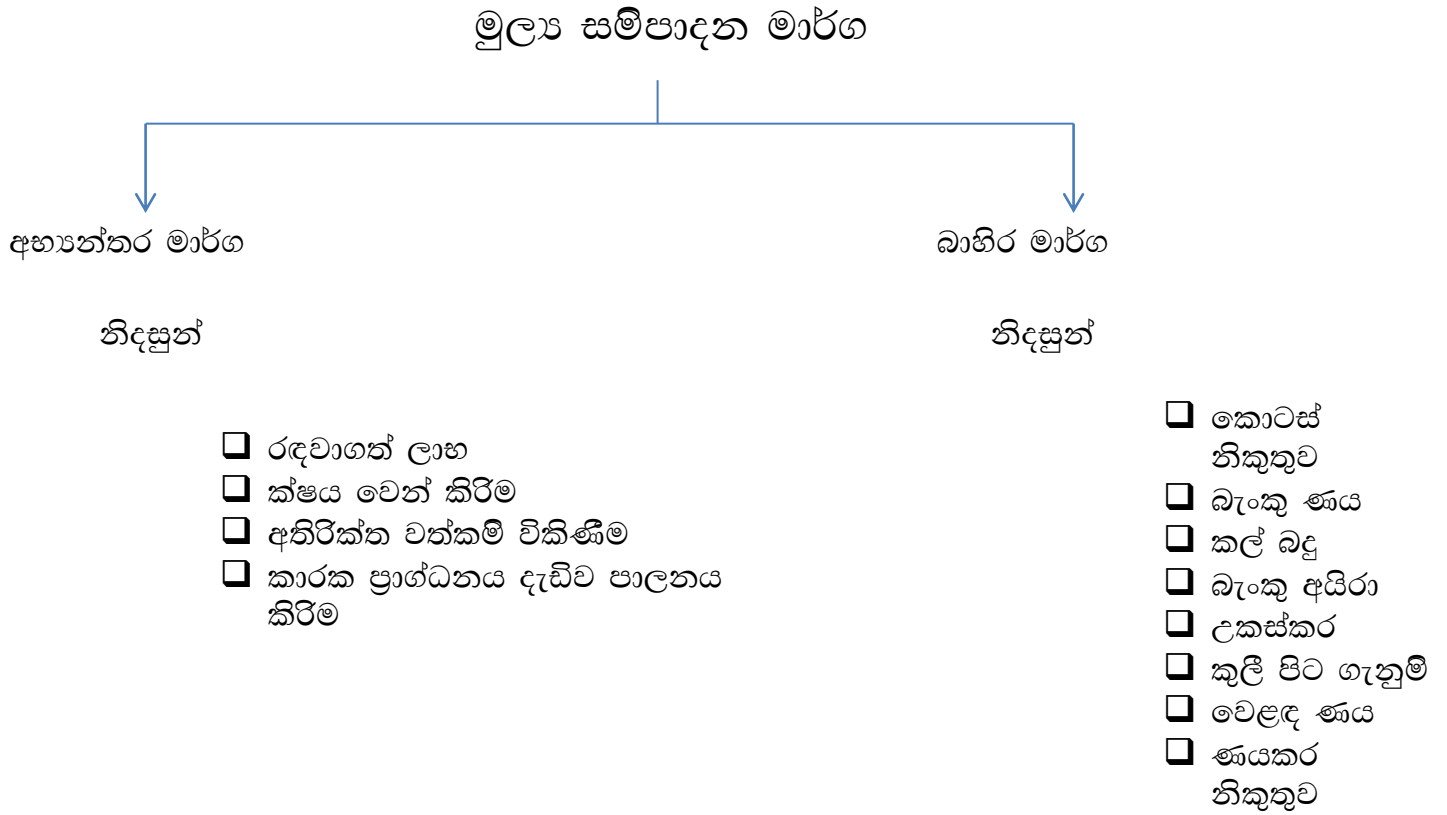 මුල්‍ය සම්පාදන මාර්ග
අභ්‍යන්තර මාර්ග
නිදසුන්
❑ රඳවාගත් ලාභ
❑ ක්ෂය වෙන් කිරිම
❑ අතිරික්ත වත්කම් විකිණීම
❑ කාරක ප්‍රාග්ධනය දැඩිව පාලනය
කිරිම
බාහිර මාර්ග
නිදසුන්
❑ කොටස්
නිකුතුව
❑ බැංකු ණය
❑ කල් බදු
❑ බැංකු අයිරා
❑ උකස්කර
❑ කුලී පිට ගැනුම්
❑ වෙළඳ ණය
❑ ණයකර
නිකුතුව